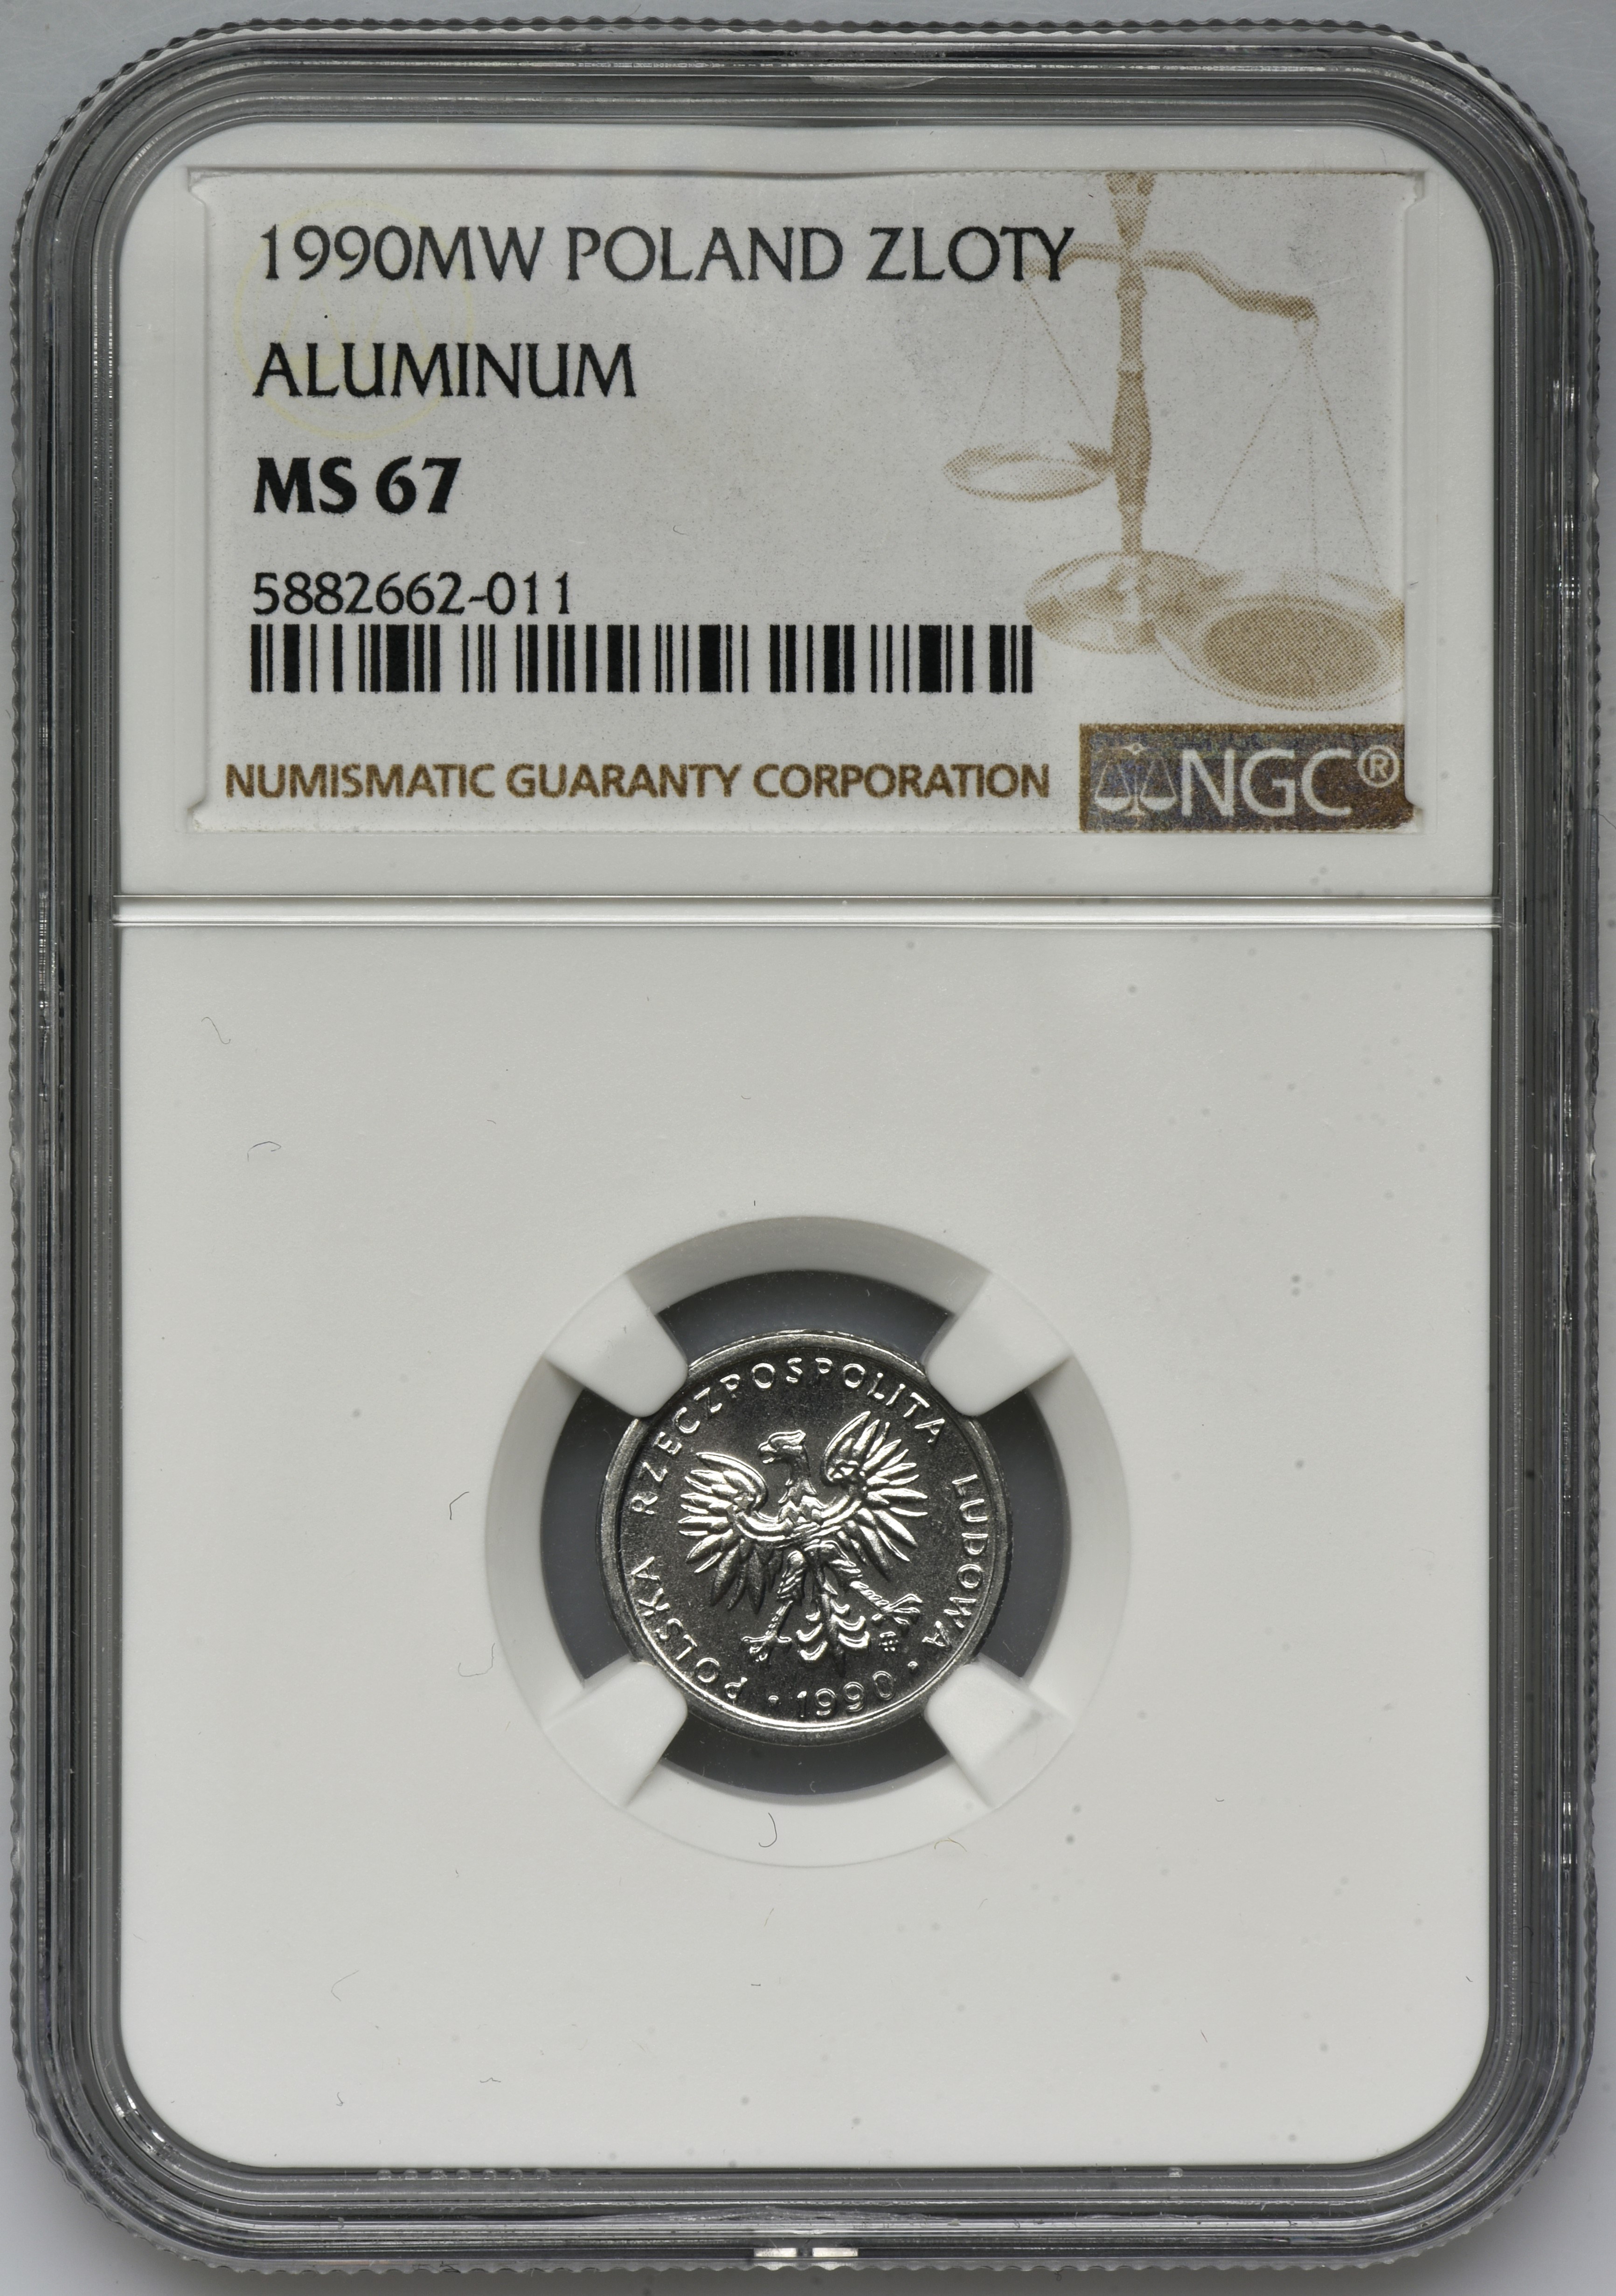 1990MW POLAND ZLOTY
ALUMINUM
MS 67
5882662-011
NUMISMATIC GUARANTY CORPORATION
NGC®
POLSKA RZECZPOSPOLITA LUDOWA
• 1990 •